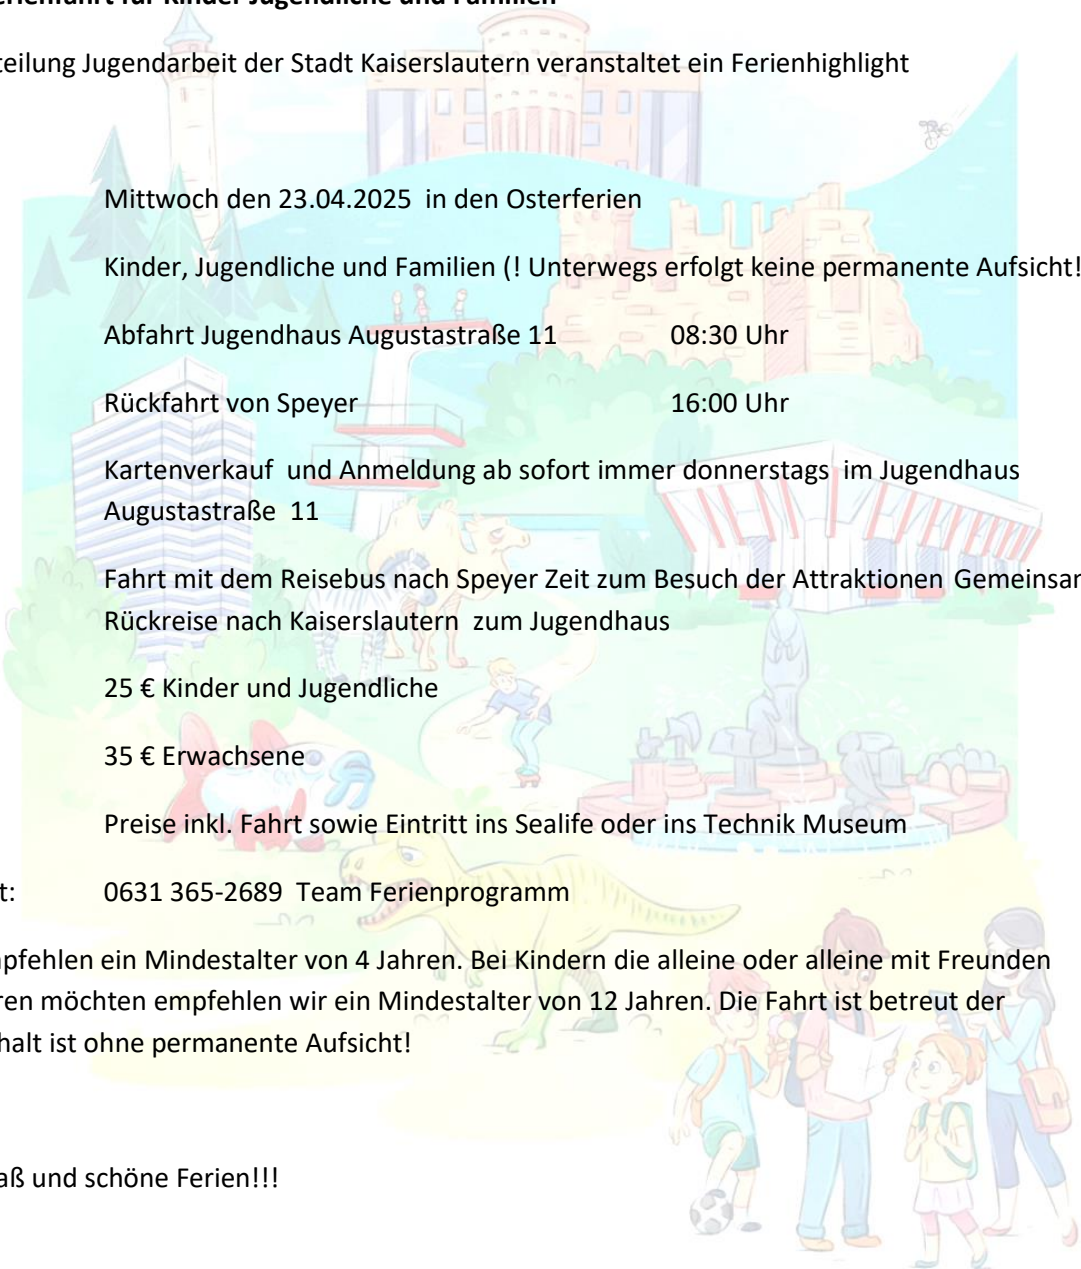 erienfahrt für Kinder Jugendliche und Familien
teilung Jugendarbeit der Stadt Kaiserslautern veranstaltet ein Ferienhighlight
Mittwoch den 23.04.2025 in den Osterferien
Kinder, Jugendliche und Familien (! Unterwegs erfolgt keine permanente Aufsicht!
Abfahrt Jugendhaus Augustastraße 11 08:30 Uhr
Rückfahrt von Speyer 16:00 Uhr
Kartenverkauf und Anmeldung ab sofort immer donnerstags im Jugendhaus
Augustastraße 11
Fahrt mit dem Reisebus nach Speyer Zeit zum Besuch der Attraktionen Gemeinsar
Rückreise nach Kaiserslautern zum Jugendhaus
25 € Kinder und Jugendliche
35 € Erwachsene
Preise inkl. Fahrt sowie Eintritt ins Sealife oder ins Technik Museum
t: 0631 365-2689 Team Ferienprogramm
pfehlen ein Mindestalter von 4 Jahren. Bei Kindern die alleine oder alleine mit Freunden
ren möchten empfehlen wir ein Mindestalter von 12 Jahren. Die Fahrt ist betreut der
halt ist ohne permanente Aufsicht!
aß und schöne Ferien!!!